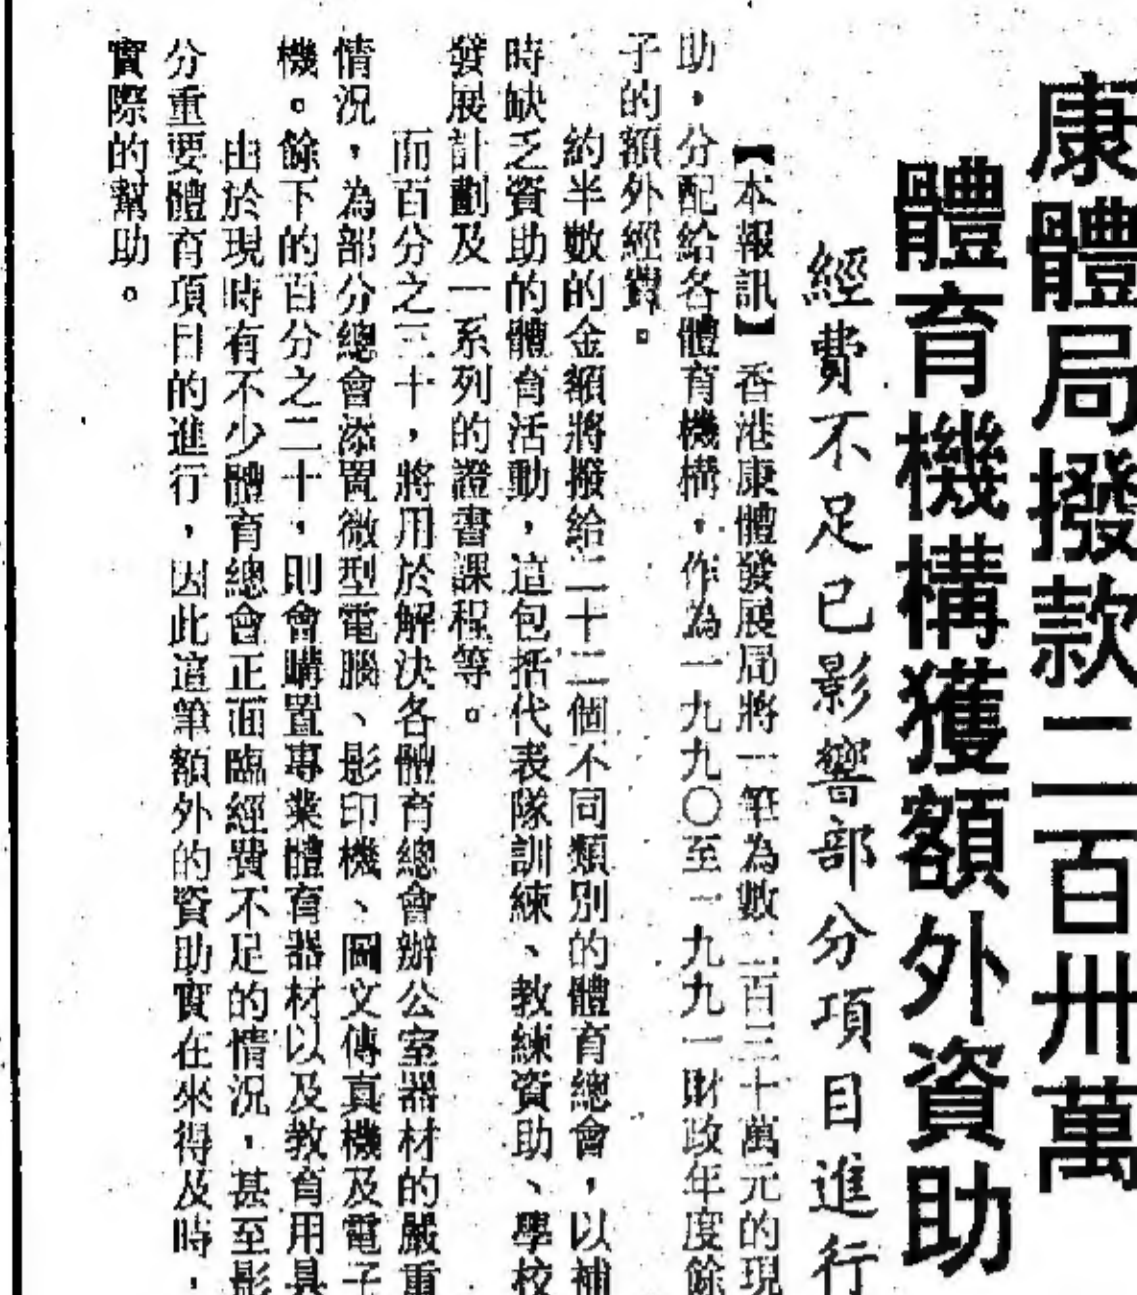 康體局撥款二百卅萬
體育機構獲額外資助
經費不足已影響部分項目進行
【本報訊】香港康體發展局將一筆為數二百三十萬元的現
助，分配給各體育機構，作為一九九〇至一九九一財政年度餘
子的額外經費。
約半數的金額將撥給二十二個不同類別的體育總會，以補
時缺乏資助的體育活動，這包括代表隊訓練、教練資助、學校
發展計劃及一系列的證書課程等。
而百分之三十，將用於解決各體育總會辦公室器材的嚴重
情況，為部分總會添置微型電腦、影印機、圖文傳真機及電子
機。餘下的百分之二十，則會購置專業體育器材以及教育用具
由於現時有不少體育總會正面臨經費不足的情況，甚至影
分重要體育項目的進行，因此這筆額外的資助實在來得及時，
實際的幫助。